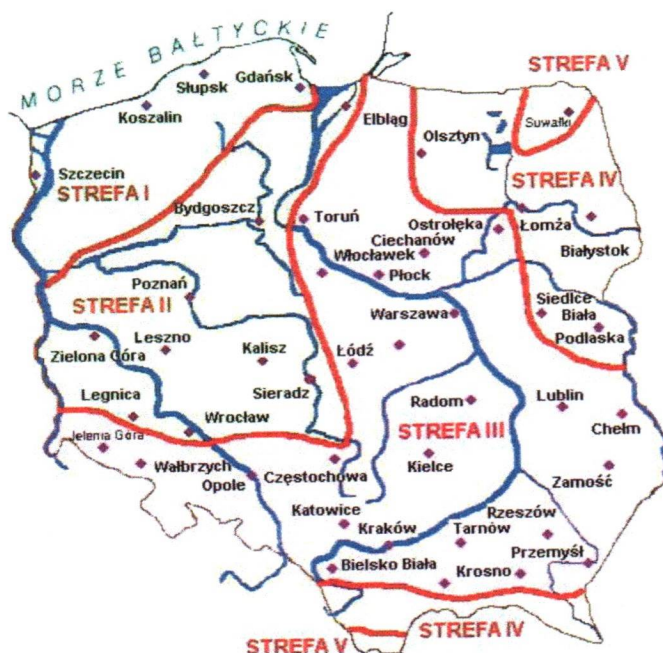 MORZE BAŁTYCKIE
STREFA V
Słupsk
Gdańsk
Koszalin
Elbląg
Olsztyn
Suwałki
Szczecin
STREFA I
STREFA IV
Bydgoszcz
Toruń
Ostrołęka
Łomża
Ciechanów
Włocławek
Białystok
Płock
Poznań
STREFA II
Siedlce
Biała
Podlaska
Warszawa
Zielona Góra
Leszno
Kalisz
Łódź
Sieradz
Legnica
Radom
Lublin
Wrocław
STREFA III
Chełm
Jelenia Góra
Wałbrzych
Opole
Częstochowa
Kielce
Zamość
Katowice
Rzeszów
Kraków
Tarnów
Przemyśl
Bielsko Biała
Krosno
STREFA V
STREFA IV